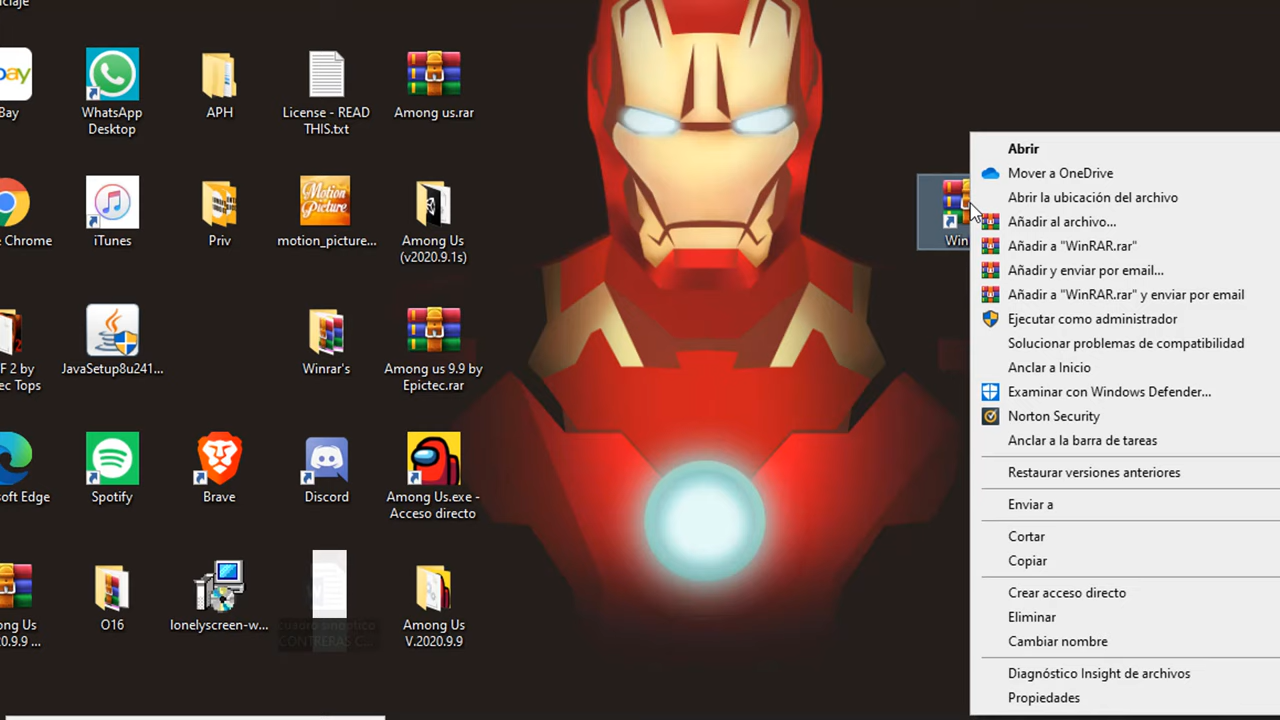 ciaje
Bay
WhatsApp
Desktop
APH
License - READ
THIS.txt
Among us.rar
Chrome
iTunes
Priv
motion_picture...
Among Us
(v2020.9.1s)
Win
F 2 by
ec Tops
JavaSetup8u241...
Winrar's
Among us 9.9 by
Epictec.rar
soft Edge
Spotify
Brave
Discord
Among Us.exe -
Acceso directo
ng Us
20.9.9 ...
O16
lonelyscreen-w...
cuadro sinoptico
CONTRERAS C...
Among Us
V.2020.9.9
Abrir
Mover a OneDrive
Abrir la ubicación del archivo
Añadir al archivo...
Añadir a "WinRAR.rar"
Añadir y enviar por email...
Añadir a "WinRAR.rar" y enviar por email
Ejecutar como administrador
Solucionar problemas de compatibilidad
Anclar a Inicio
Examinar con Windows Defender...
Norton Security
Anclar a la barra de tareas
Restaurar versiones anteriores
Enviar a
Cortar
Copiar
Crear acceso directo
Eliminar
Cambiar nombre
Diagnóstico Insight de archivos
Propiedades